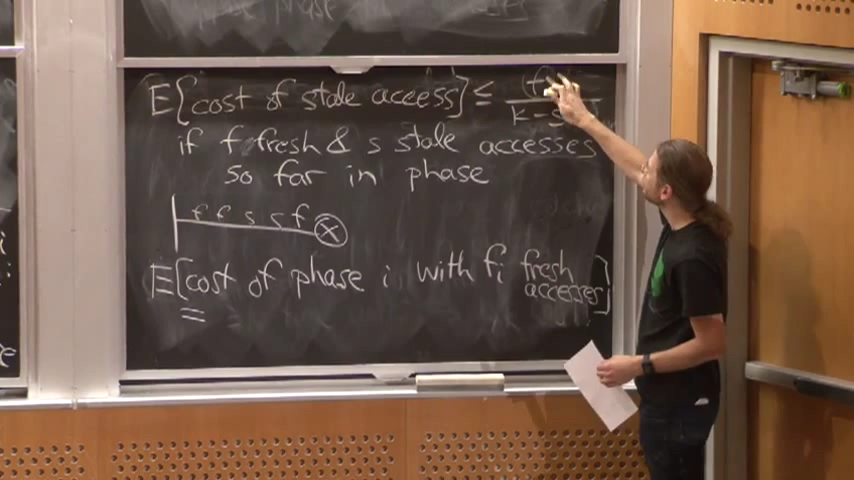 phase
E[cost of stale access] ≤ f / k - s
if f fresh & s stale accesses
so far in phase
f f s s f x
E[cost of phase i with fi fresh accesses]